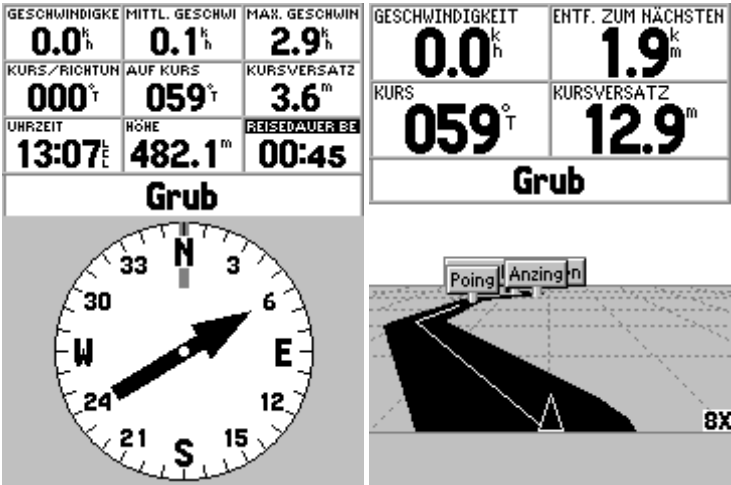 GESCHWINDIGKE MITTL. GESCHWI MAX. GESCHWIN
0.0 k/h 0.1 k/h 2.9 k/h
KURS/RICHTUN AUF KURS KURSVERSATZ
000°T 059°T 3.6 m
UHRZEIT HÖHE REISEDAUER BE
13:07 482.1 m 00:45
Grub
N
33 3
30 6
W E
24 12
21 15
S
GESCHWINDIGKEIT ENTF. ZUM NÄCHSTEN
0.0 k/h 1.9 k/m
KURS KURSVERSATZ
059°T 12.9 m
Grub
Poing Anzing n
8X